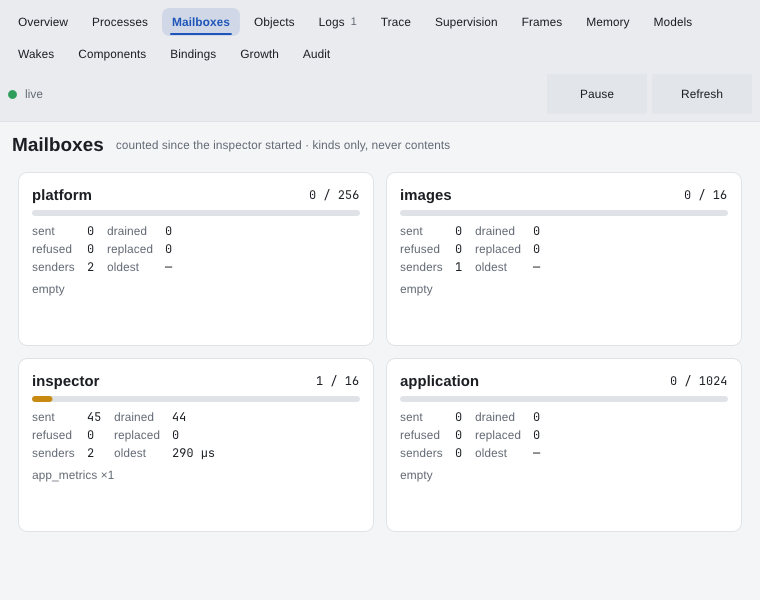 Overview Processes Mailboxes Objects Logs 1 Trace Supervision Frames Memory Models
Wakes Components Bindings Growth Audit
live Pause Refresh
Mailboxes counted since the inspector started · kinds only, never contents
platform 0 / 256
sent 0 drained 0
refused 0 replaced 0
senders 2 oldest —
empty
images 0 / 16
sent 0 drained 0
refused 0 replaced 0
senders 1 oldest —
empty
inspector 1 / 16
sent 45 drained 44
refused 0 replaced 0
senders 2 oldest 290 µs
app_metrics ×1
application 0 / 1024
sent 0 drained 0
refused 0 replaced 0
senders 0 oldest —
empty